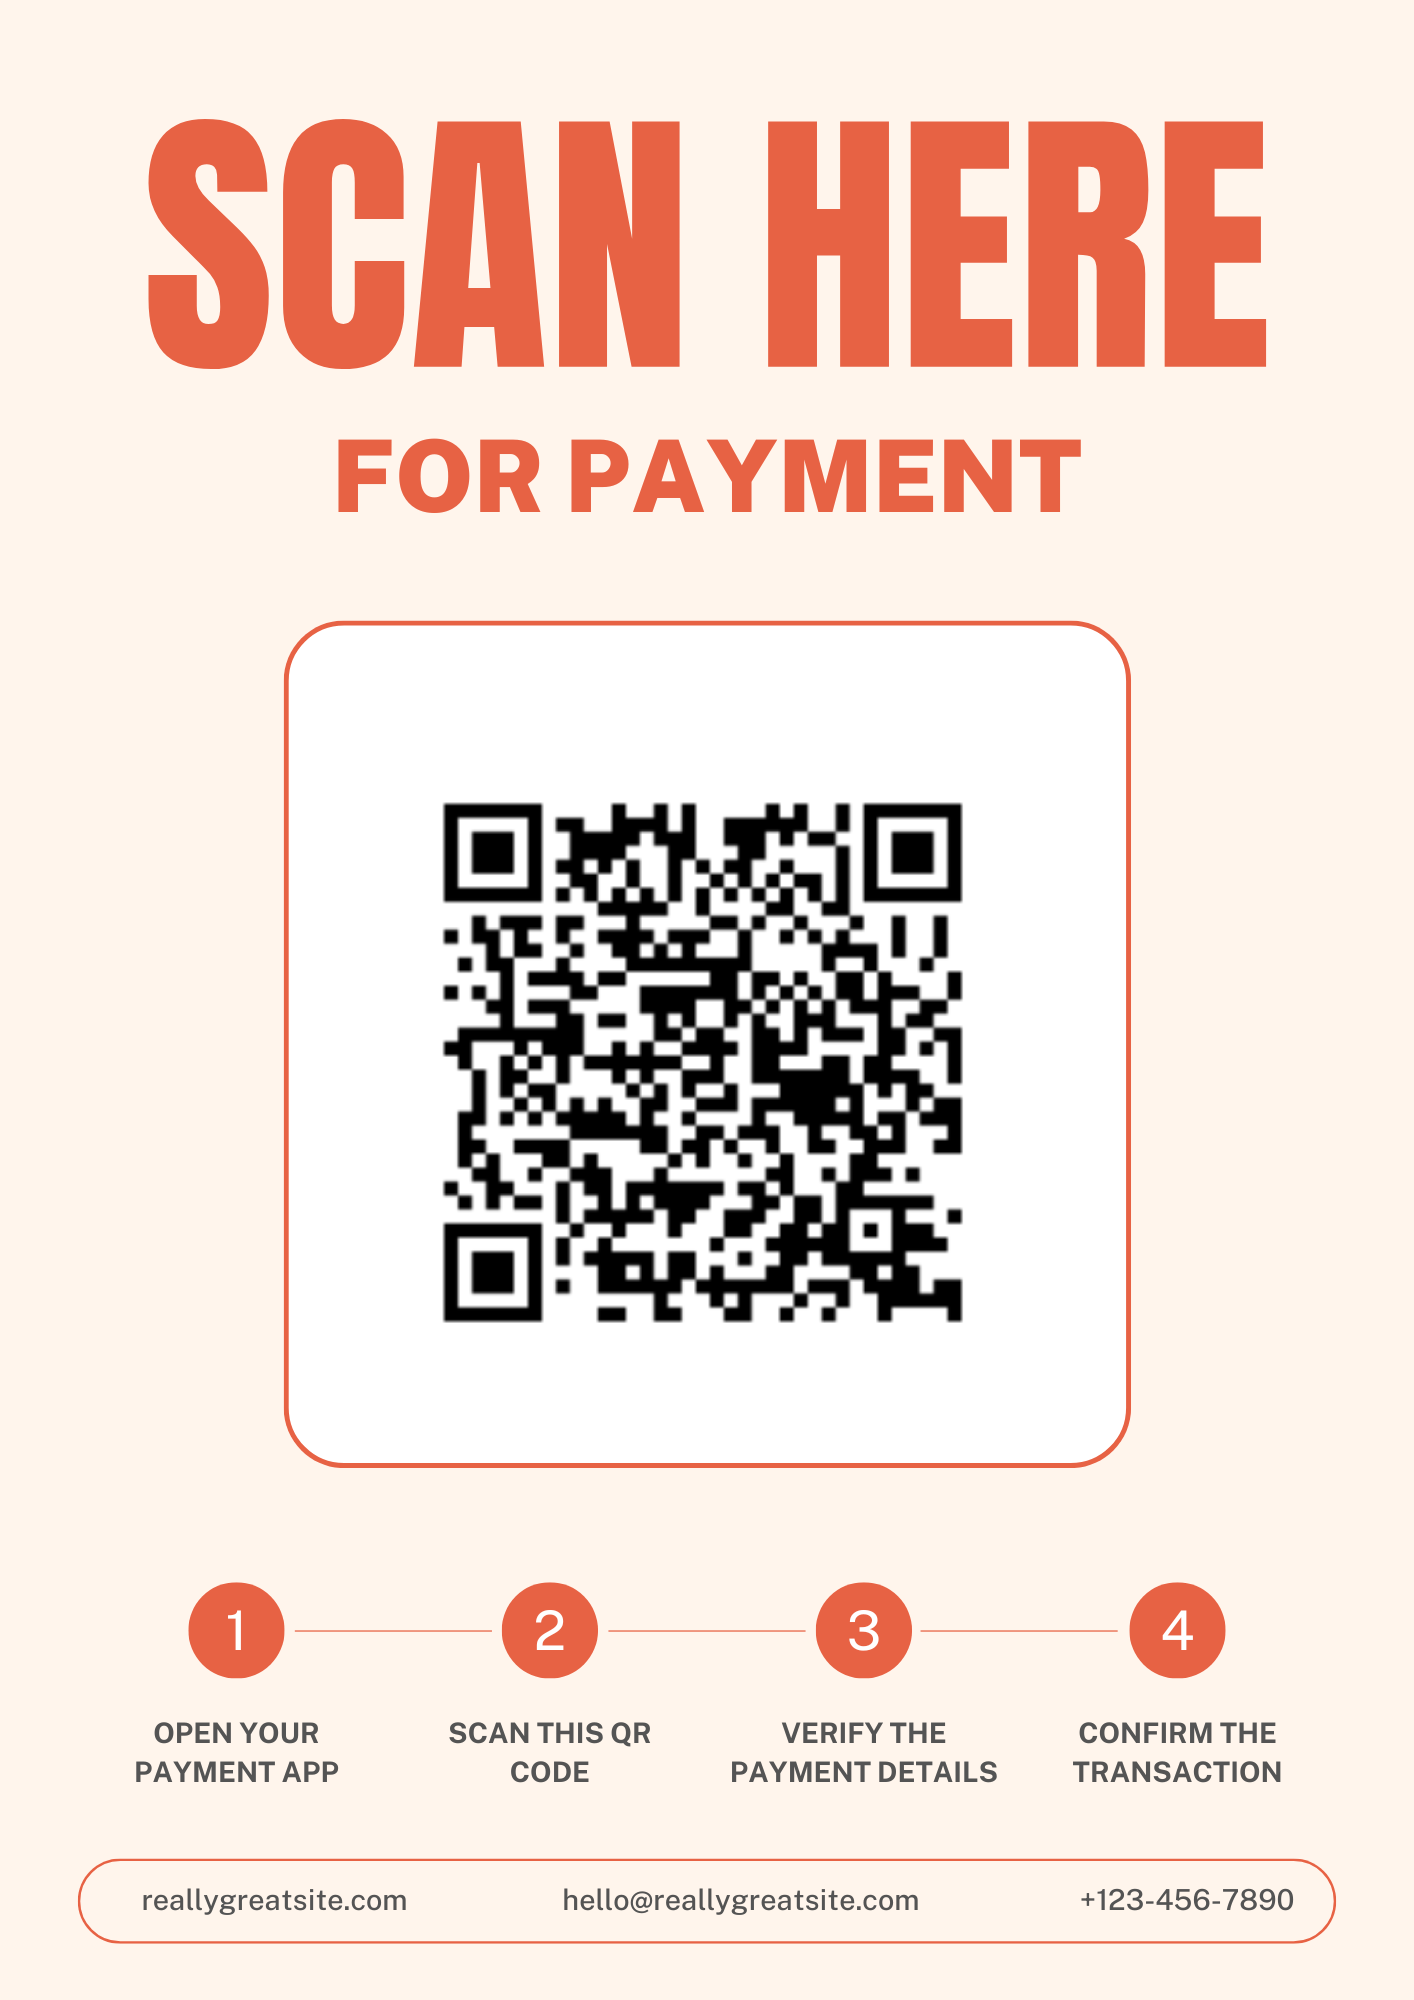 SCAN HERE
FOR PAYMENT
1
2
3
4
OPEN YOUR
PAYMENT APP
SCAN THIS QR
CODE
VERIFY THE
PAYMENT DETAILS
CONFIRM THE
TRANSACTION
reallygreatsite.com
hello@reallygreatsite.com
+123-456-7890